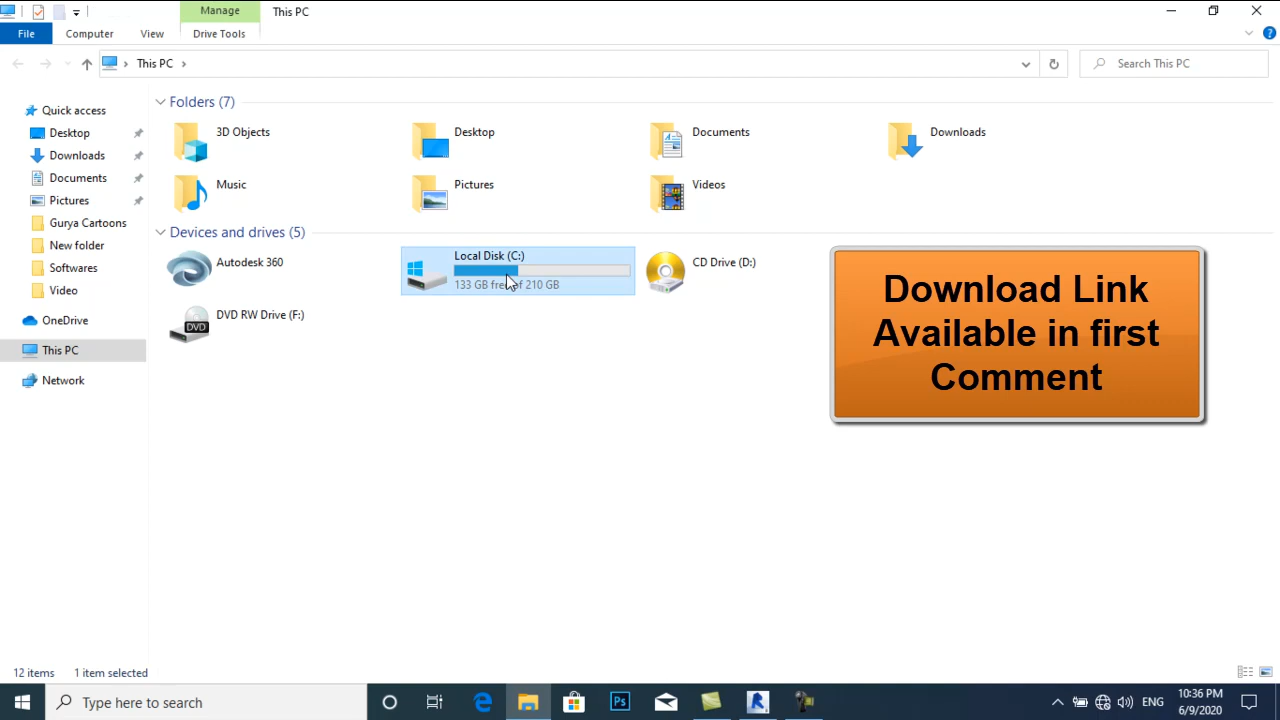 Manage
This PC
File
Computer
View
Drive Tools
This PC
Search This PC
Quick access
Desktop
Downloads
Documents
Pictures
Gurya Cartoons
New folder
Softwares
Video
OneDrive
This PC
Network
Folders (7)
3D Objects
Desktop
Documents
Downloads
Music
Pictures
Videos
Devices and drives (5)
Autodesk 360
Local Disk (C:)
133 GB free of 210 GB
CD Drive (D:)
DVD
DVD RW Drive (F:)
Download Link
Available in first
Comment
12 items
1 item selected
Type here to search
Ps
R
ENG
10:36 PM
6/9/2020